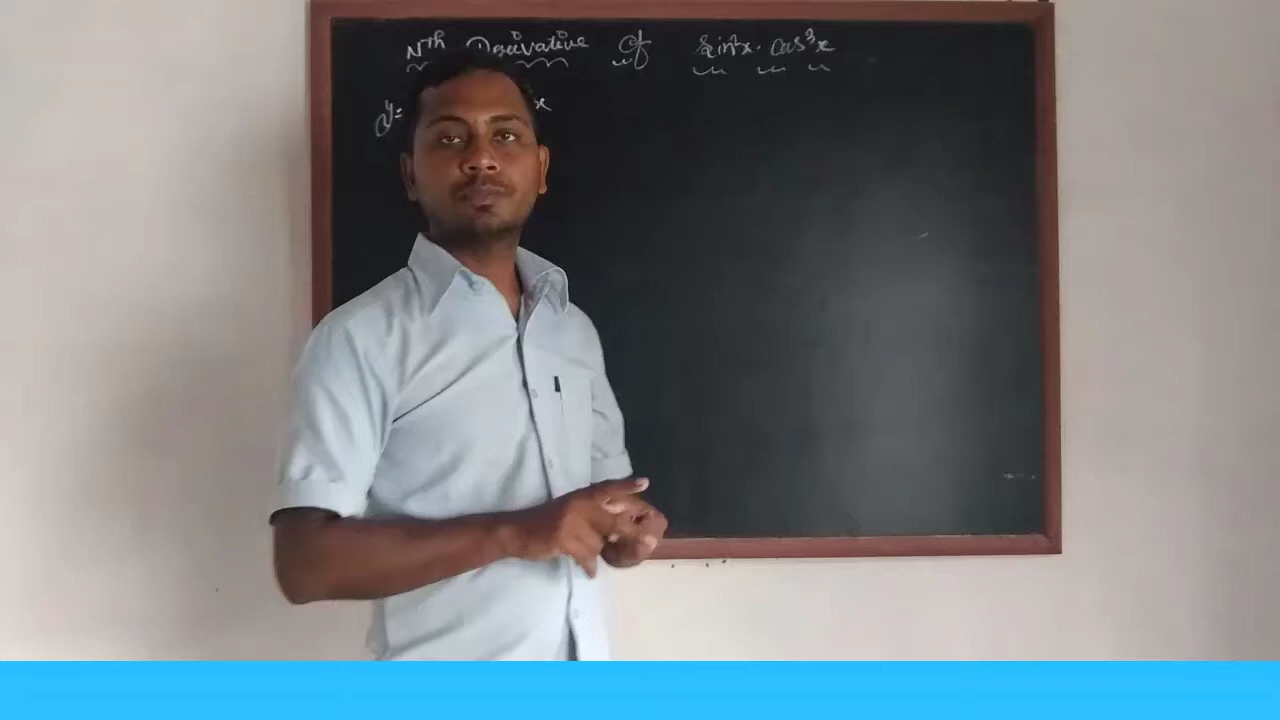 Nth Derivative Of sin²x. cos³x
y= x